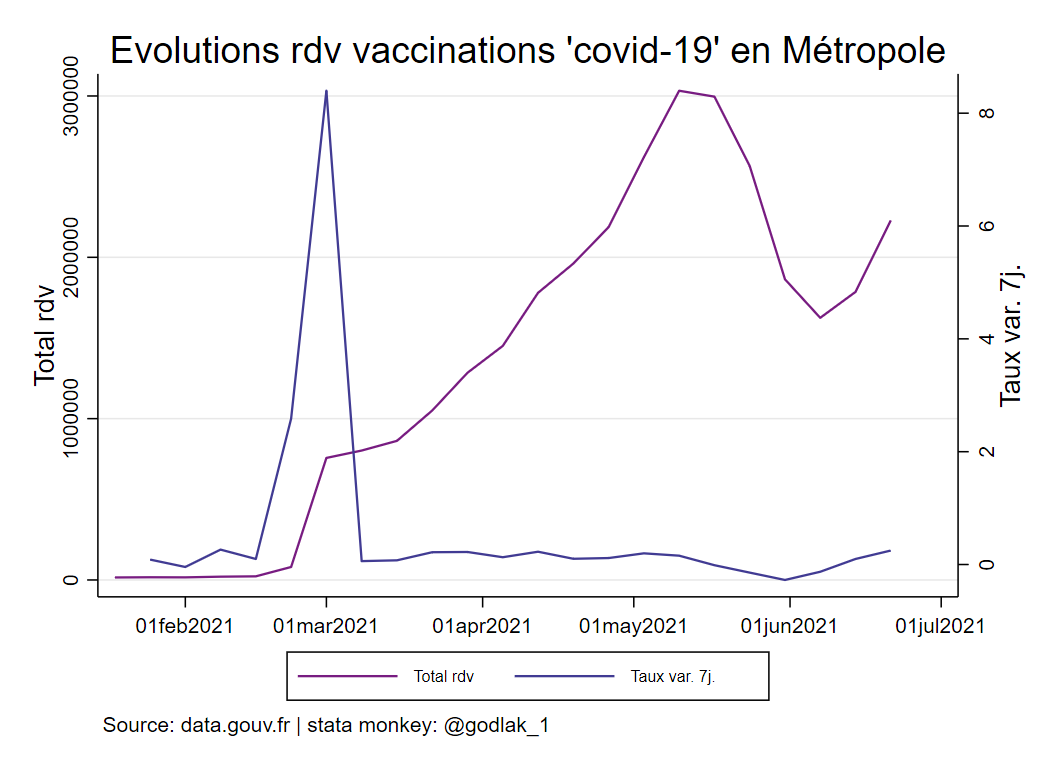 Evolutions rdv vaccinations 'covid-19' en Métropole
Total rdv
0
1000000
2000000
3000000
Taux var. 7j.
0
2
4
6
8
01feb2021
01mar2021
01apr2021
01may2021
01jun2021
01jul2021
Total rdv
Taux var. 7j.
Source: data.gouv.fr | stata monkey: @godlak_1